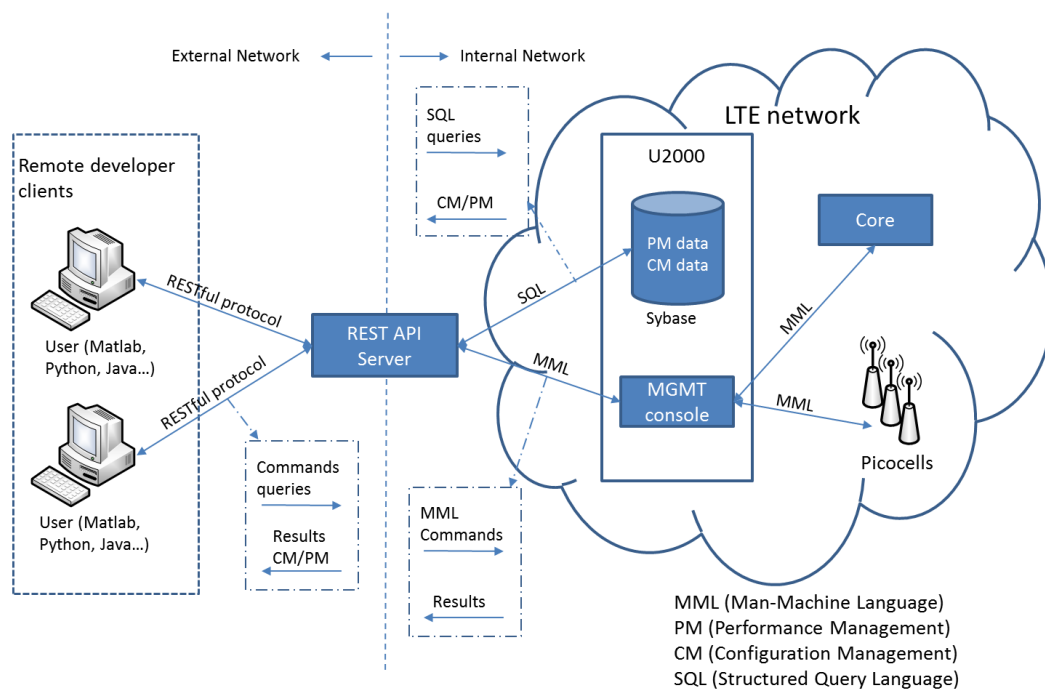 External Network
Internal Network
SQL
queries
CM/PM
LTE network
U2000
PM data
CM data
Sybase
Core
Remote developer
clients
RESTful protocol
User (Matlab,
Python, Java...)
RESTful protocol
User (Matlab,
Python, Java...)
REST API
Server
SQL
MML
MGMT
console
MML
MML
Picocells
Commands
queries
Results
CM/PM
MML
Commands
Results
MML (Man-Machine Language)
PM (Performance Management)
CM (Configuration Management)
SQL (Structured Query Language)